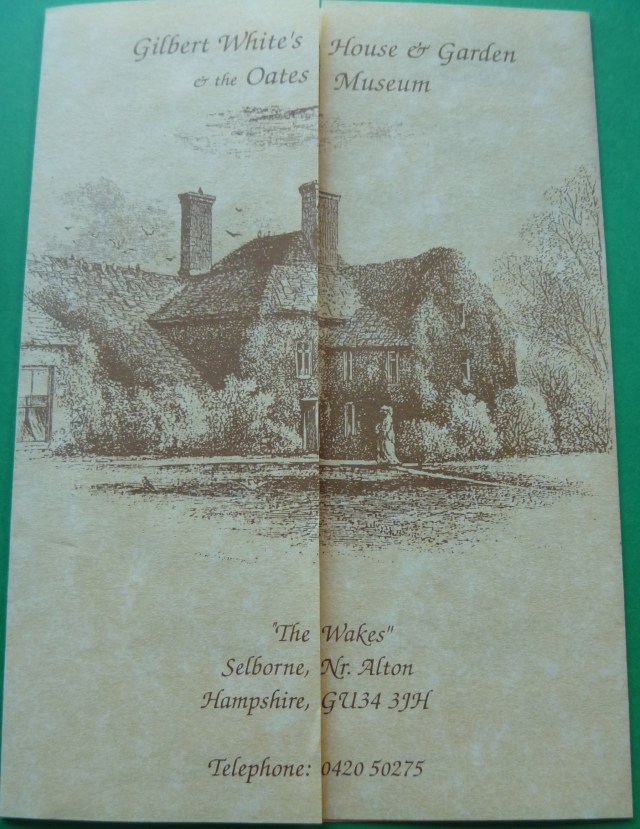 Gilbert White's House & Garden
& the Oates Museum
"The Wakes"
Selborne, Nr. Alton
Hampshire, GU34 3JH
Telephone: 0420 50275